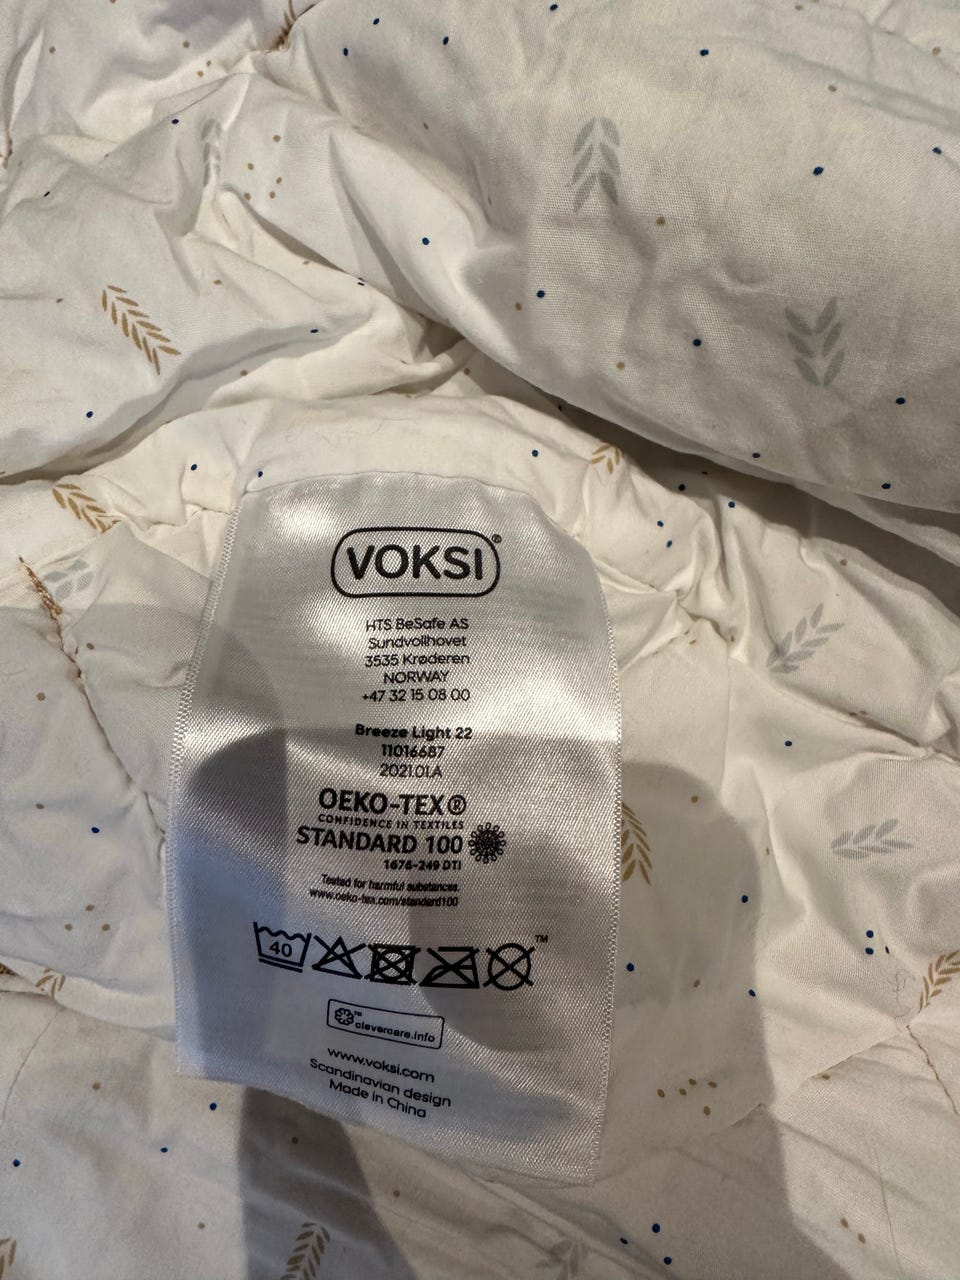 VOKSI®
HTS BeSafe AS
Sundvollhovet
3535 Krøderen
NORWAY
+47 32 15 08 00
Breeze Light 22
11016687
2021.01.A
OEKO-TEX®
CONFIDENCE IN TEXTILES
STANDARD 100
1676-249 DTI
Tested for harmful substances.
www.oeko-tex.com/standard100
40 ™
™ clevercare.info
www.voksi.com
Scandinavian design
Made in China